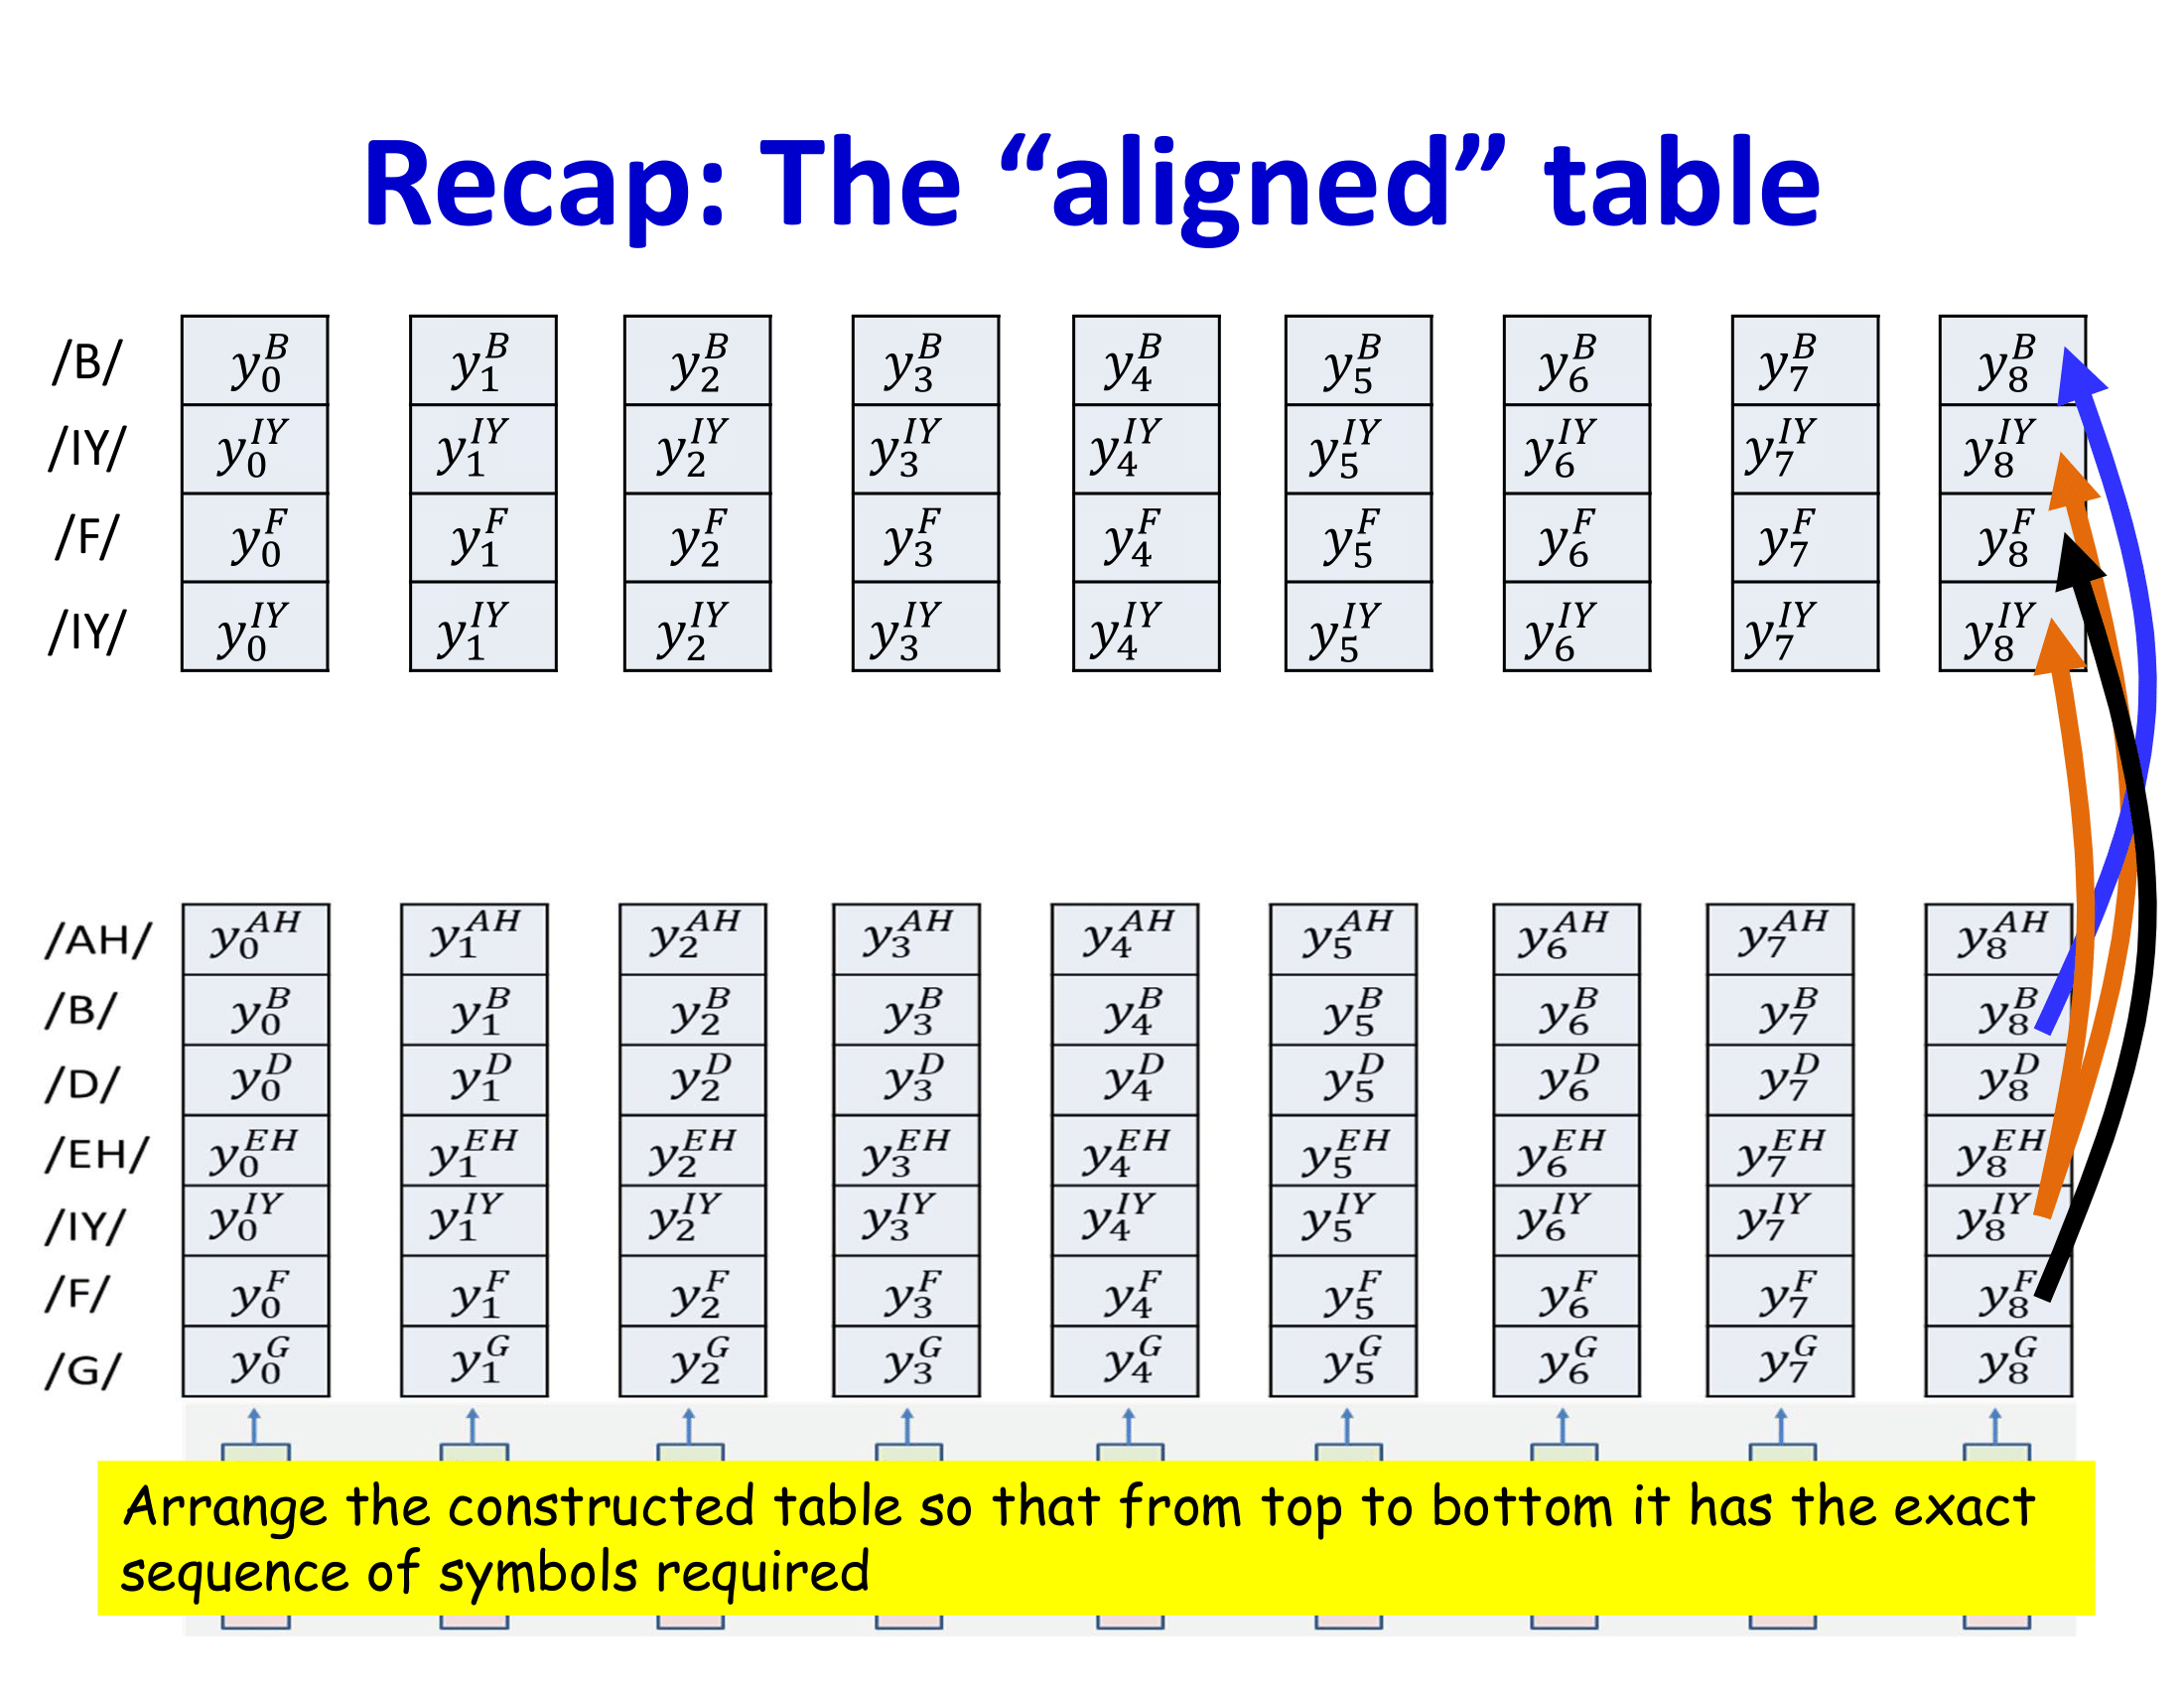 Recap: The “aligned” table
/B/ y_0^B y_1^B y_2^B y_3^B y_4^B y_5^B y_6^B y_7^B y_8^B
/IY/ y_0^{IY} y_1^{IY} y_2^{IY} y_3^{IY} y_4^{IY} y_5^{IY} y_6^{IY} y_7^{IY} y_8^{IY}
/F/ y_0^F y_1^F y_2^F y_3^F y_4^F y_5^F y_6^F y_7^F y_8^F
/IY/ y_0^{IY} y_1^{IY} y_2^{IY} y_3^{IY} y_4^{IY} y_5^{IY} y_6^{IY} y_7^{IY} y_8^{IY}
/AH/ y_0^{AH} y_1^{AH} y_2^{AH} y_3^{AH} y_4^{AH} y_5^{AH} y_6^{AH} y_7^{AH} y_8^{AH}
/B/ y_0^B y_1^B y_2^B y_3^B y_4^B y_5^B y_6^B y_7^B y_8^B
/D/ y_0^D y_1^D y_2^D y_3^D y_4^D y_5^D y_6^D y_7^D y_8^D
/EH/ y_0^{EH} y_1^{EH} y_2^{EH} y_3^{EH} y_4^{EH} y_5^{EH} y_6^{EH} y_7^{EH} y_8^{EH}
/IY/ y_0^{IY} y_1^{IY} y_2^{IY} y_3^{IY} y_4^{IY} y_5^{IY} y_6^{IY} y_7^{IY} y_8^{IY}
/F/ y_0^F y_1^F y_2^F y_3^F y_4^F y_5^F y_6^F y_7^F y_8^F
/G/ y_0^G y_1^G y_2^G y_3^G y_4^G y_5^G y_6^G y_7^G y_8^G
Arrange the constructed table so that from top to bottom it has the exact
sequence of symbols required